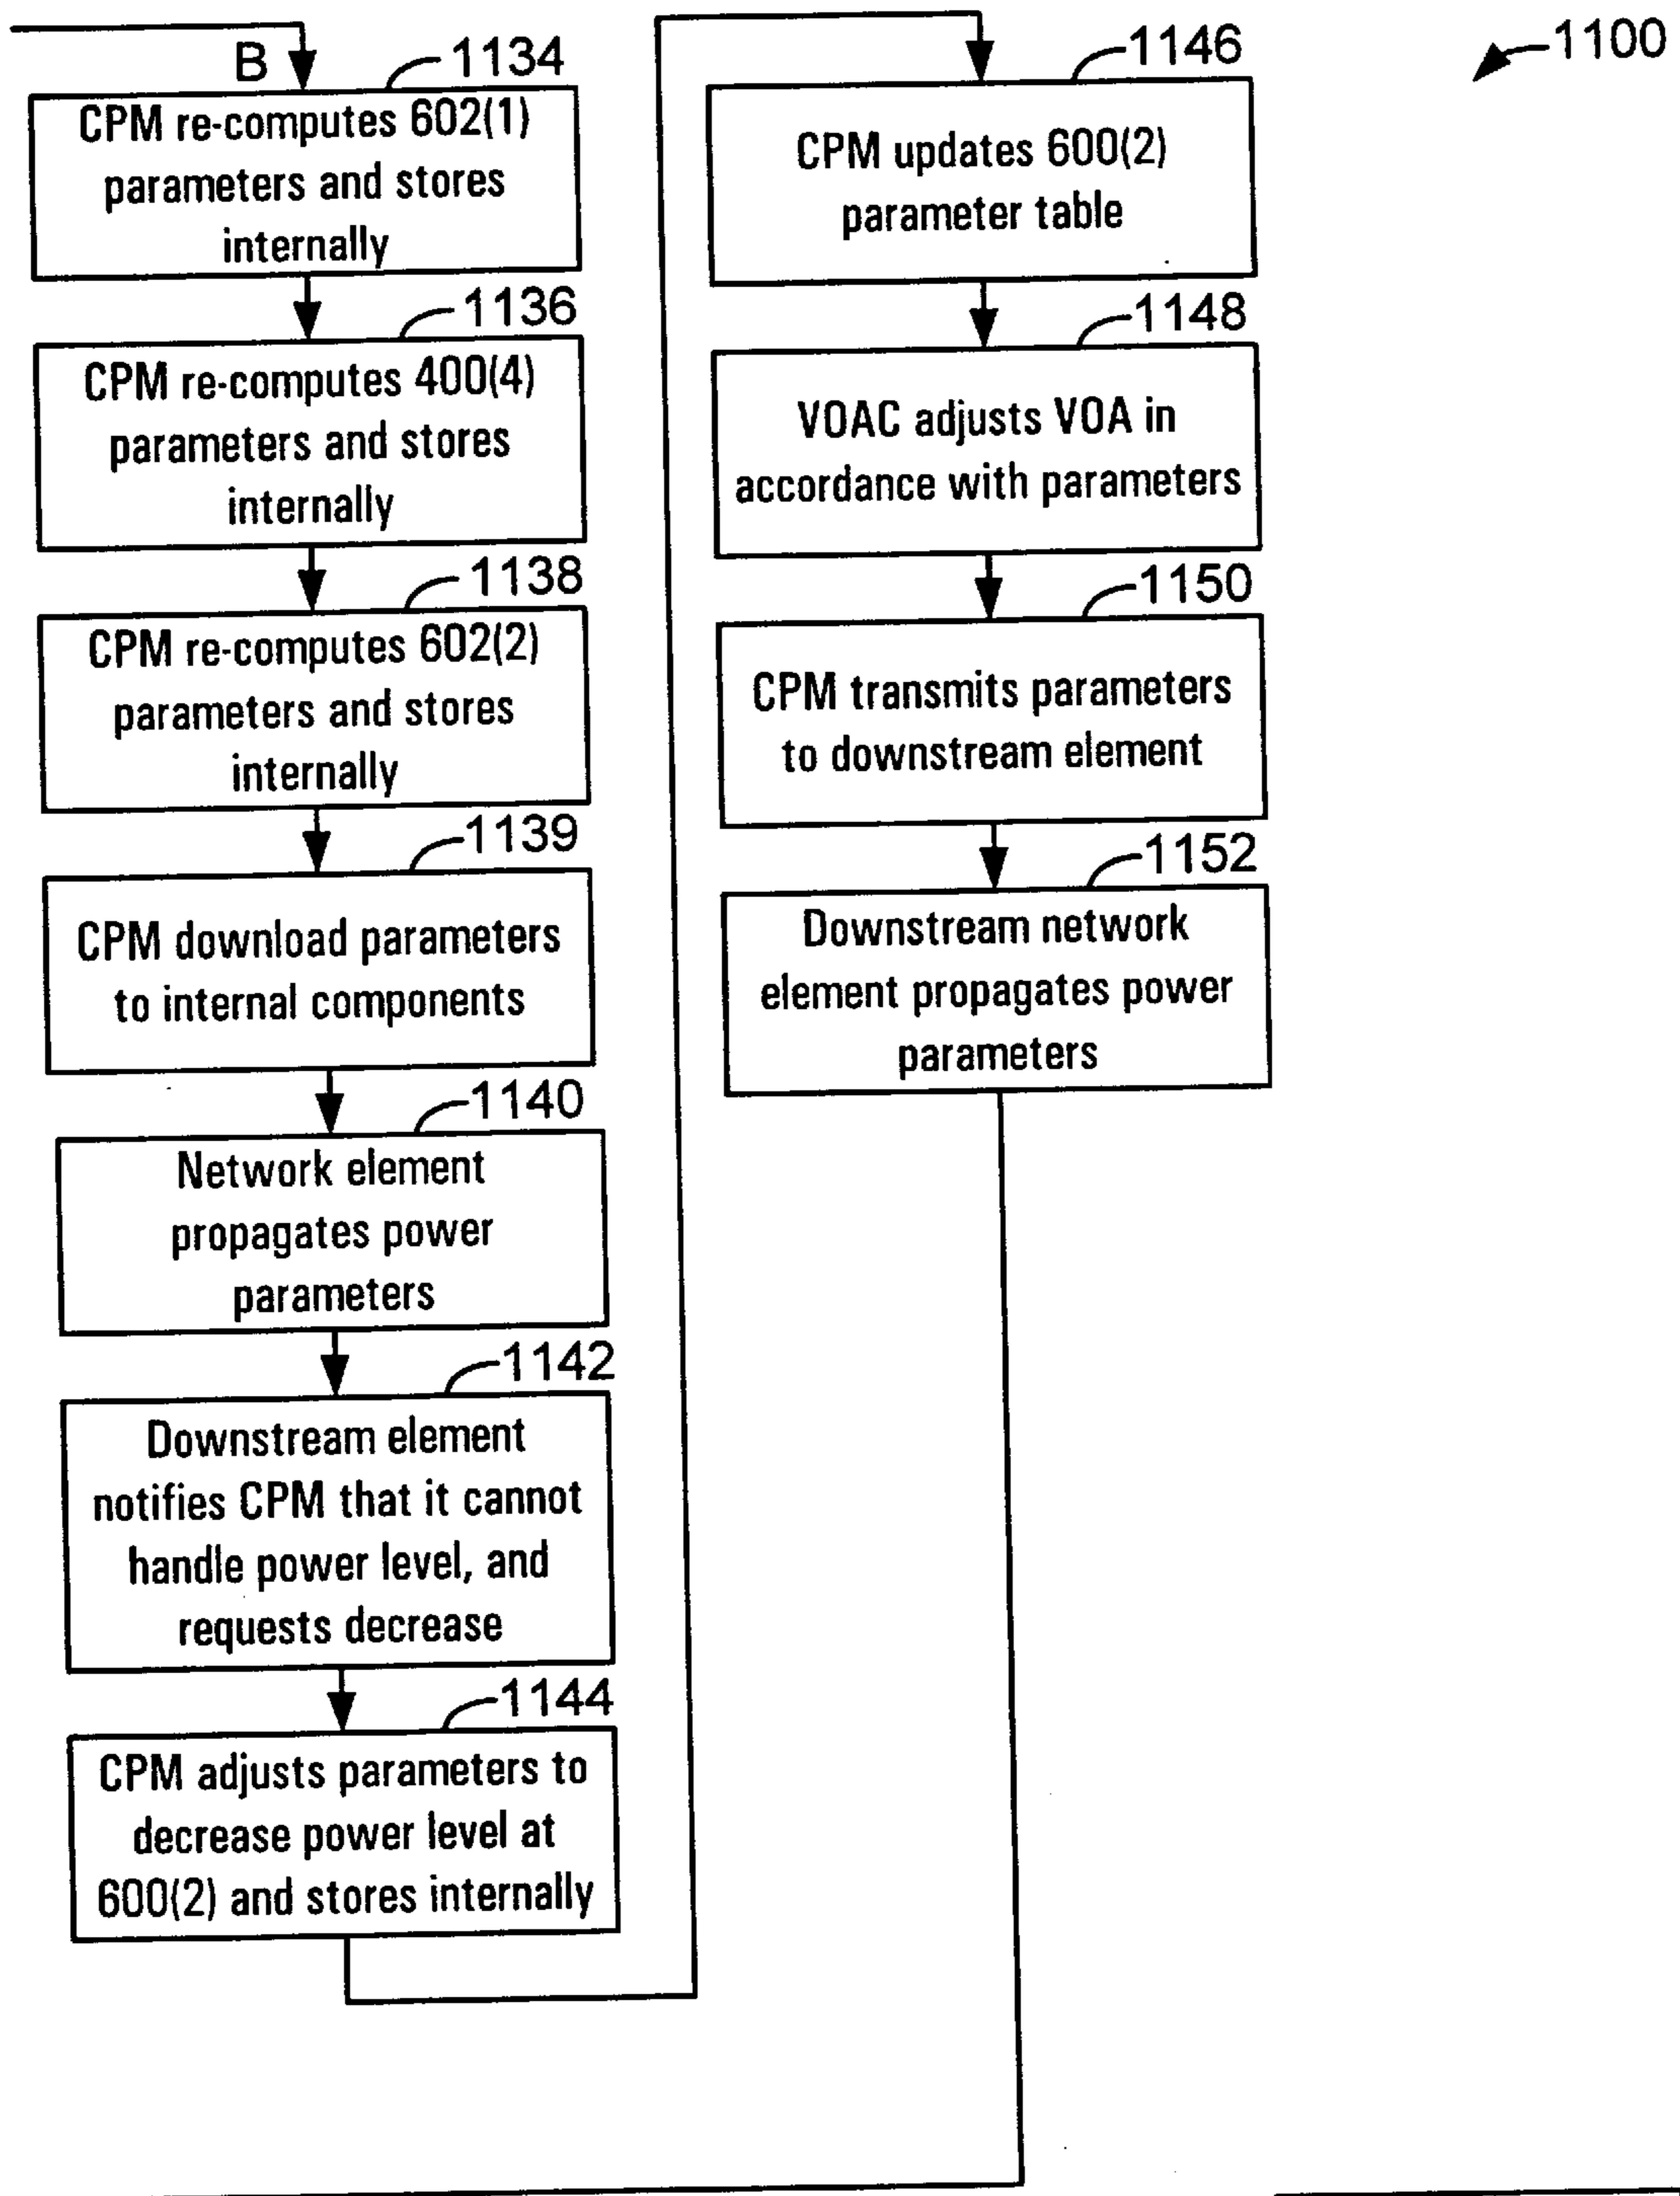 1100
B
1134
CPM re-computes 602(1)
parameters and stores
internally
1136
CPM re-computes 400(4)
parameters and stores
internally
1138
CPM re-computes 602(2)
parameters and stores
internally
1139
CPM download parameters
to internal components
1140
Network element
propagates power
parameters
1142
Downstream element
notifies CPM that it cannot
handle power level, and
requests decrease
1144
CPM adjusts parameters to
decrease power level at
600(2) and stores internally
1146
CPM updates 600(2)
parameter table
1148
VOAC adjusts VOA in
accordance with parameters
1150
CPM transmits parameters
to downstream element
1152
Downstream network
element propagates power
parameters